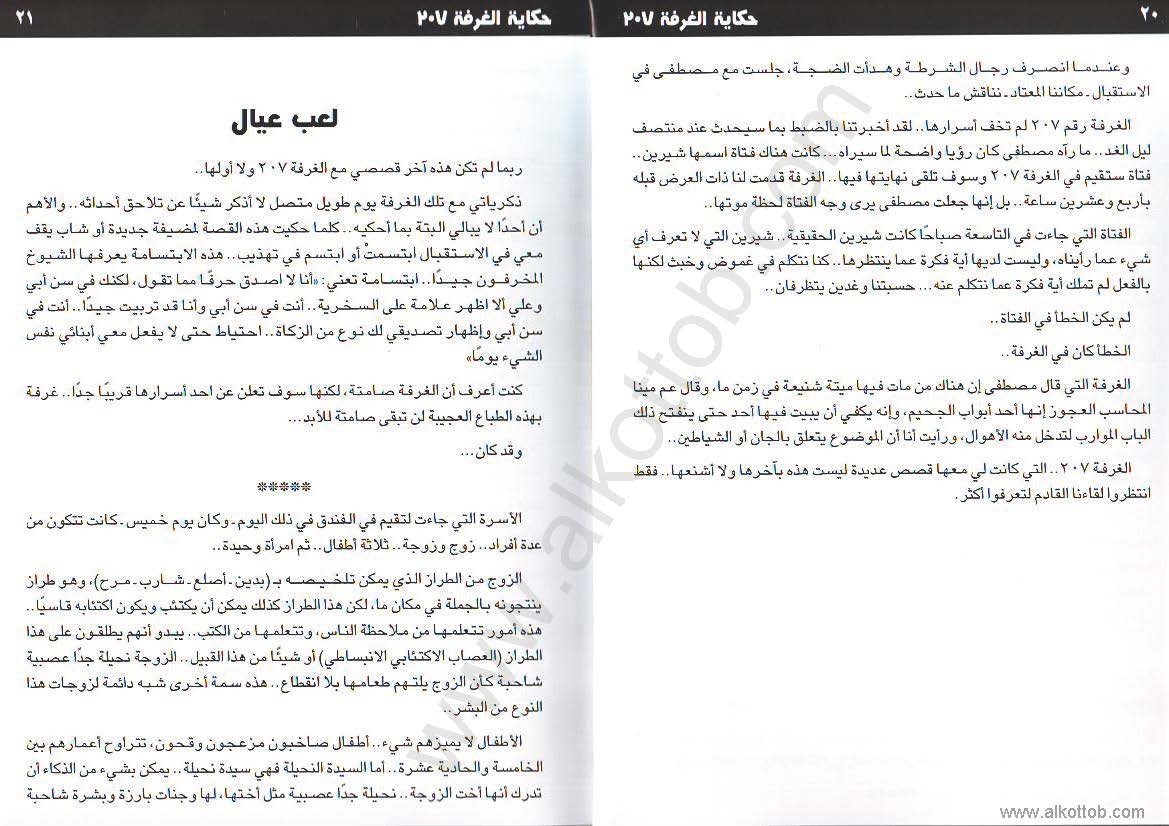 ٢٠
حكاية الغرفة ٢٠٧
وعندما انصرف رجال الشرطة وهدأت الضجة، جلست مع مصطفى في
الاستقبال ـ مكاننا المعتاد ـ نناقش ما حدث..
الغرفة رقم ٢٠٧ لم تخف أسرارها.. لقد أخبرتنا بالضبط بما سيحدث عند منتصف
ليل الغد.. ما رآه مصطفى كان رؤيا واضحة لما سيراه... كانت هناك فتاة اسمها شيرين..
فتاة ستقيم في الغرفة ٢٠٧ وسوف تلقى نهايتها فيها.. الغرفة قدمت لنا ذات العرض قبله
بأربع وعشرين ساعة.. بل إنها جعلت مصطفى يرى وجه الفتاة لحظة موتها..
الفتاة التي جاءت في التاسعة صباحًا كانت شيرين الحقيقية.. شيرين التي لا تعرف أي
شيء عما رأيناه، وليست لديها أية فكرة عما ينتظرها.. كنا نتكلم في غموض وخبث لكنها
بالفعل لم تملك أية فكرة عما نتكلم عنه... حسبتنا وغدين يتظرفان..
لم يكن الخطأ في الفتاة..
الخطأ كان في الغرفة..
الغرفة التي قال مصطفى إن هناك من مات فيها ميتة شنيعة في زمن ما، وقال عم مينا
المحاسب العجوز إنها أحد أبواب الجحيم، وإنه يكفي أن يبيت فيها أحد حتى ينفتح ذلك
الباب الموارب لتدخل منه الأهوال، ورأيت أنا أن الموضوع يتعلق بالجان أو الشياطين..
الغرفة ٢٠٧.. التي كانت لي معها قصص عديدة ليست هذه بآخرها ولا أشنعها.. فقط
انتظروا لقاءنا القادم لتعرفوا أكثر.
حكاية الغرفة ٢٠٧
٢١
لعب عيال
ربما لم تكن هذه آخر قصصي مع الغرفة ٢٠٧ ولا أولها..
ذكرياتي مع تلك الغرفة يوم طويل متصل لا أذكر شيئًا عن تلاحق أحداثه.. والأهم
أن أحدًا لا يبالي البتة بما أحكيه.. كلما حكيت هذه القصة لمضيفة جديدة أو شاب يقف
معي في الاستقبال ابتسمتْ أو ابتسم في تهذيب.. هذه الابتسامة يعرفها الشيوخ
المخرفون جيدًا.. ابتسامة تعني: «أنا لا اصدق حرفًا مما تقول، لكنك في سن أبي
وعلي ألا اظهر علامة على السخرية.. أنت في سن أبي وأنا قد تربيت جيدًا.. أنت في
سن أبي وإظهار تصديقي لك نوع من الزكاة.. احتياط حتى لا يفعل معي أبنائي نفس
الشيء يومًا»
كنت أعرف أن الغرفة صامتة، لكنها سوف تعلن عن احد أسرارها قريبًا جدًا.. غرفة
بهذه الطباع العجيبة لن تبقى صامتة للأبد...
وقد كان...
*****
الأسرة التي جاءت لتقيم في الفندق في ذلك اليوم ـ وكان يوم خميس ـ كانت تتكون من
عدة أفراد.. زوج وزوجة.. ثلاثة أطفال.. ثم امرأة وحيدة..
الزوج من الطراز الذي يمكن تلخيصه بـ (بدين ـ أصلع ـ شارب ـ مرح)، وهو طراز
ينتجونه بالجملة في مكان ما، لكن هذا الطراز كذلك يمكن أن يكتئب ويكون اكتئابه قاسيًا..
هذه أمور تتعلمها من ملاحظة الناس، وتتعلمها من الكتب.. يبدو أنهم يطلقون على هذا
الطراز (العصاب الاكتئابي الانبساطي) أو شيئًا من هذا القبيل.. الزوجة نحيلة جدًا عصبية
شاحبة كأن الزوج يلتهم طعامها بلا انقطاع.. هذه سمة أخرى شبه دائمة لزوجات هذا
النوع من البشر..
الأطفال لا يميزهم شيء.. أطفال صاخبون مزعجون وقحون، تتراوح أعمارهم بين
الخامسة والحادية عشرة.. أما السيدة النحيلة فهي سيدة نحيلة.. يمكن بشيء من الذكاء أن
تدرك أنها أخت الزوجة.. نحيلة جدًا عصبية مثل أختها، لها وجنات بارزة وبشرة شاحبة
www.alkottob.com
www.alkottob.com